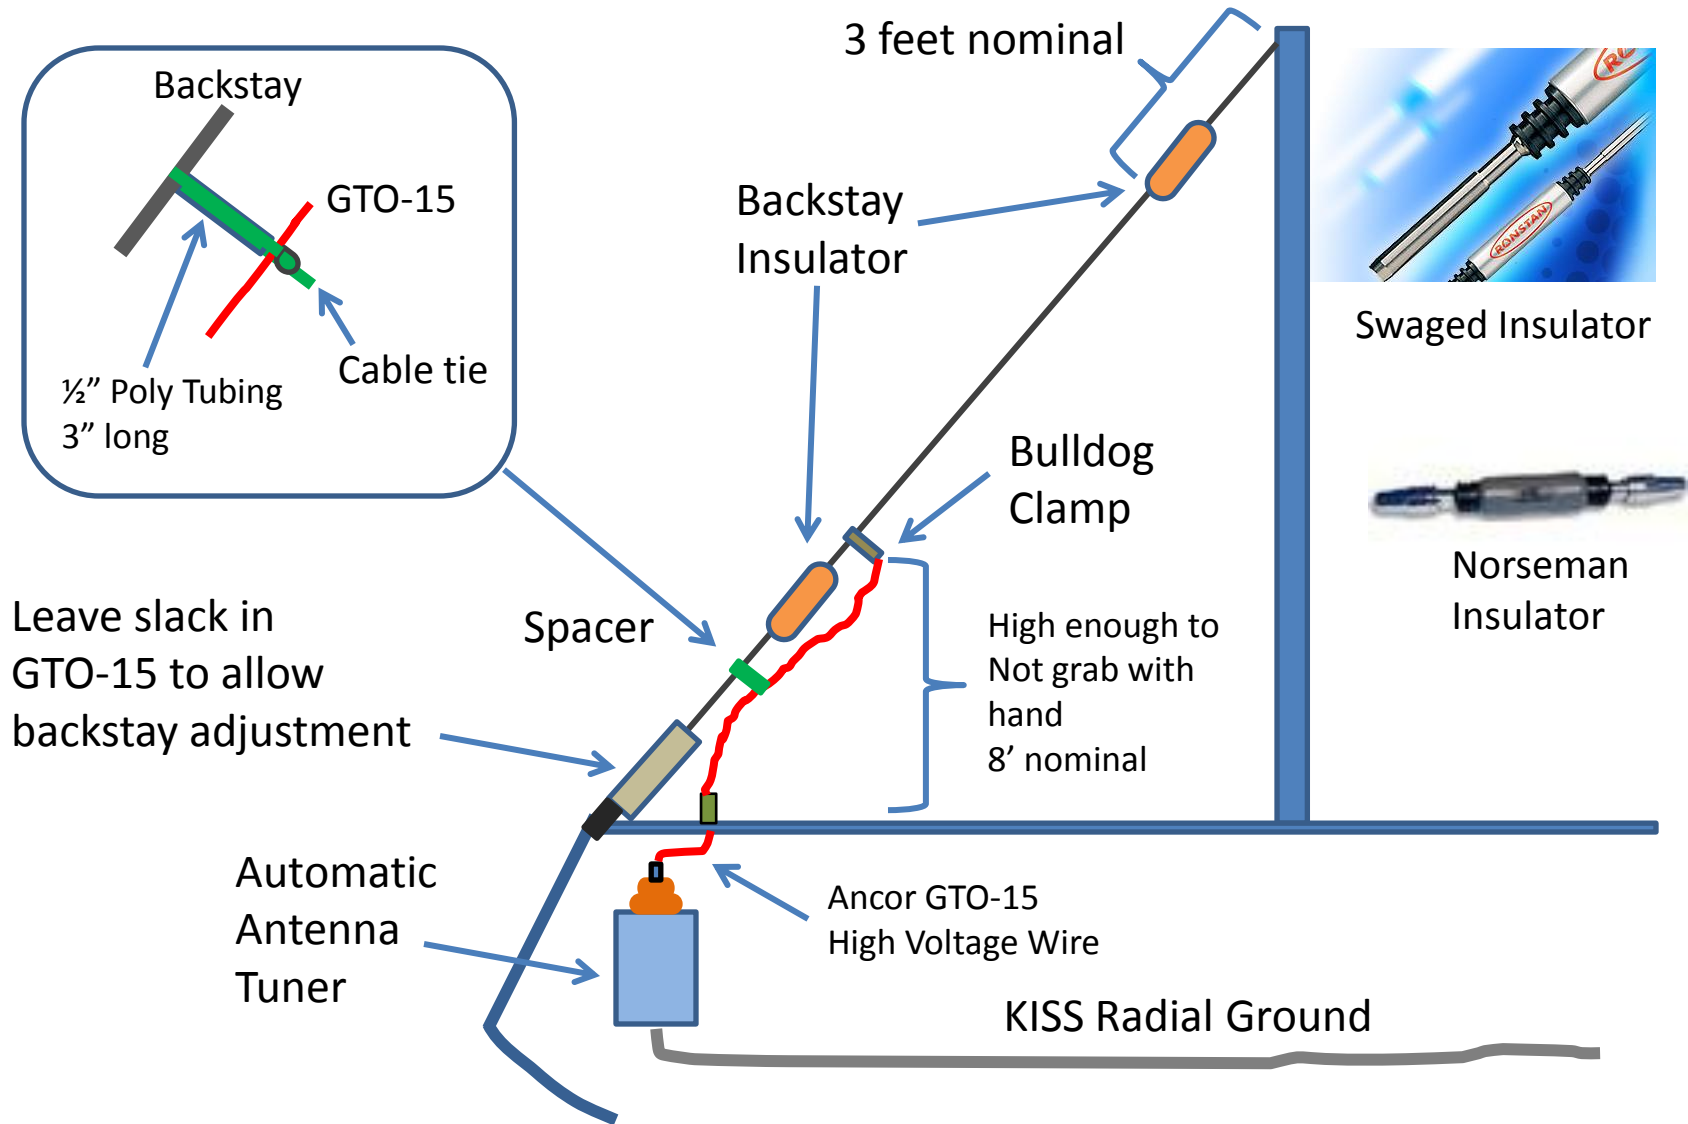 3 feet nominal
Backstay
GTO-15
Cable tie
½” Poly Tubing
3” long
Backstay
Insulator
RONSTAN
Swaged Insulator
Bulldog
Clamp
Norseman
Insulator
Leave slack in
GTO-15 to allow
backstay adjustment
Spacer
High enough to
Not grab with
hand
8’ nominal
Automatic
Antenna
Tuner
Ancor GTO-15
High Voltage Wire
KISS Radial Ground